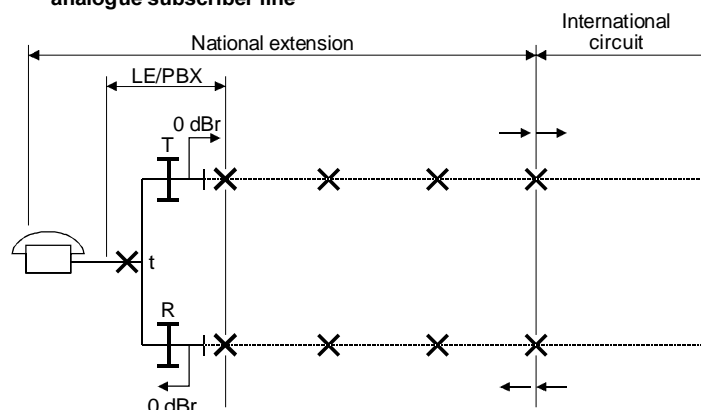 analogue subscriber line
International
circuit
National extension
LE/PBX
0 dBr
T
t
R
0 dBr